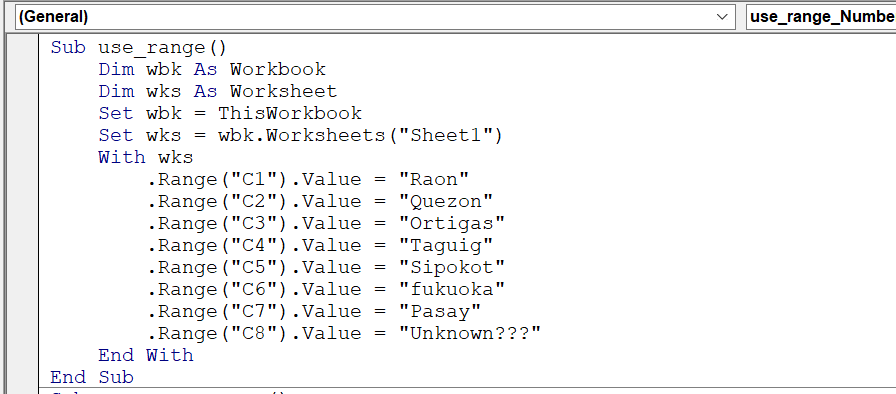 (General) use_range_Numbe
Sub use_range()
    Dim wbk As Workbook
    Dim wks As Worksheet
    Set wbk = ThisWorkbook
    Set wks = wbk.Worksheets("Sheet1")
    With wks
        .Range("C1").Value = "Raon"
        .Range("C2").Value = "Quezon"
        .Range("C3").Value = "Ortigas"
        .Range("C4").Value = "Taguig"
        .Range("C5").Value = "Sipokot"
        .Range("C6").Value = "fukuoka"
        .Range("C7").Value = "Pasay"
        .Range("C8").Value = "Unknown???"
    End With
End Sub